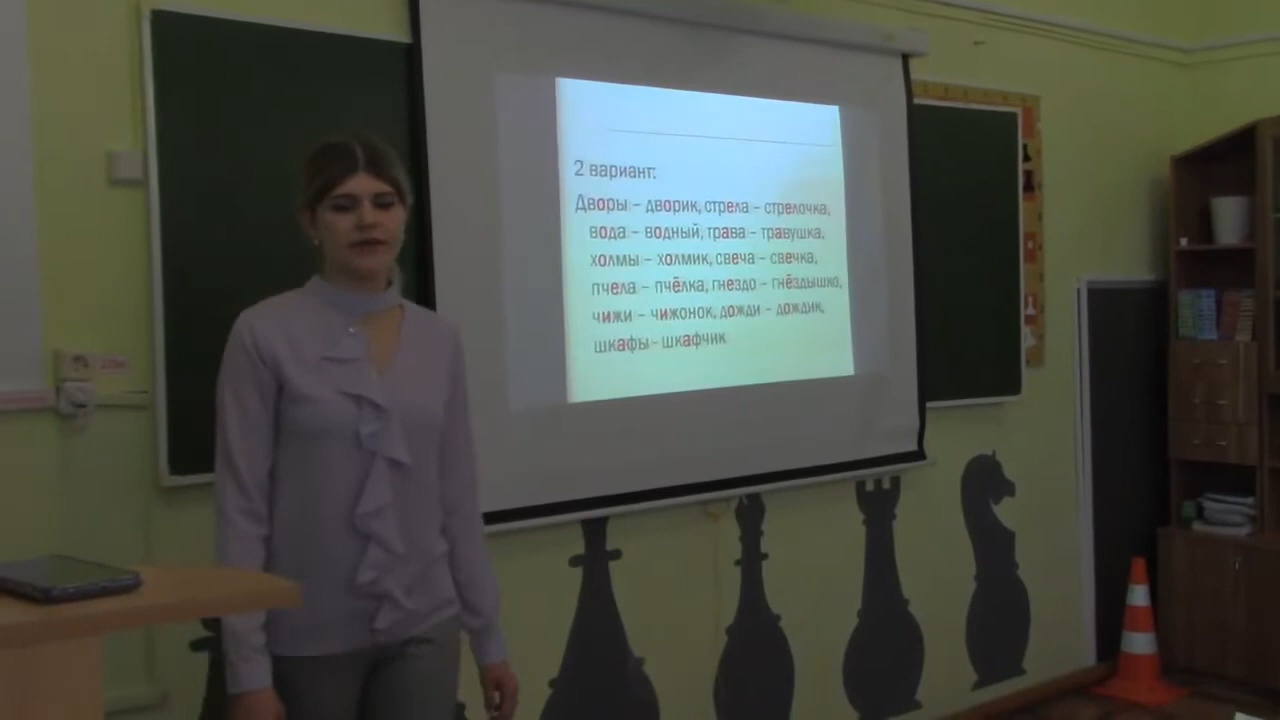 2 вариант:
Дворы – дворик, стрела – стрелочка,
вода – водный, трава – травушка,
холмы – холмик, свеча – свечка,
пчела – пчёлка, гнездо – гнёздышко,
чижи – чижонок, дожди – дождик,
шкафы – шкафчик